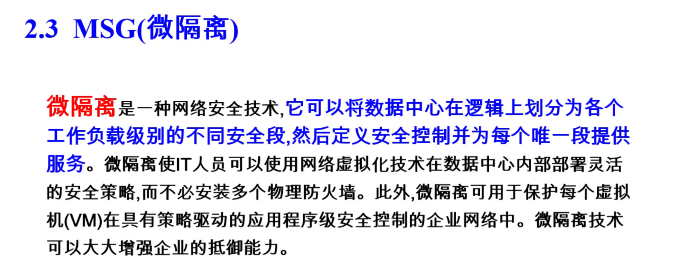 2.3 MSG(微隔离)
微隔离是一种网络安全技术,它可以将数据中心在逻辑上划分为各个
工作负载级别的不同安全段,然后定义安全控制并为每个唯一段提供
服务。微隔离使IT人员可以使用网络虚拟化技术在数据中心内部部署灵活
的安全策略,而不必安装多个物理防火墙。此外,微隔离可用于保护每个虚拟
机(VM)在具有策略驱动的应用程序级安全控制的企业网络中。微隔离技术
可以大大增强企业的抵御能力。